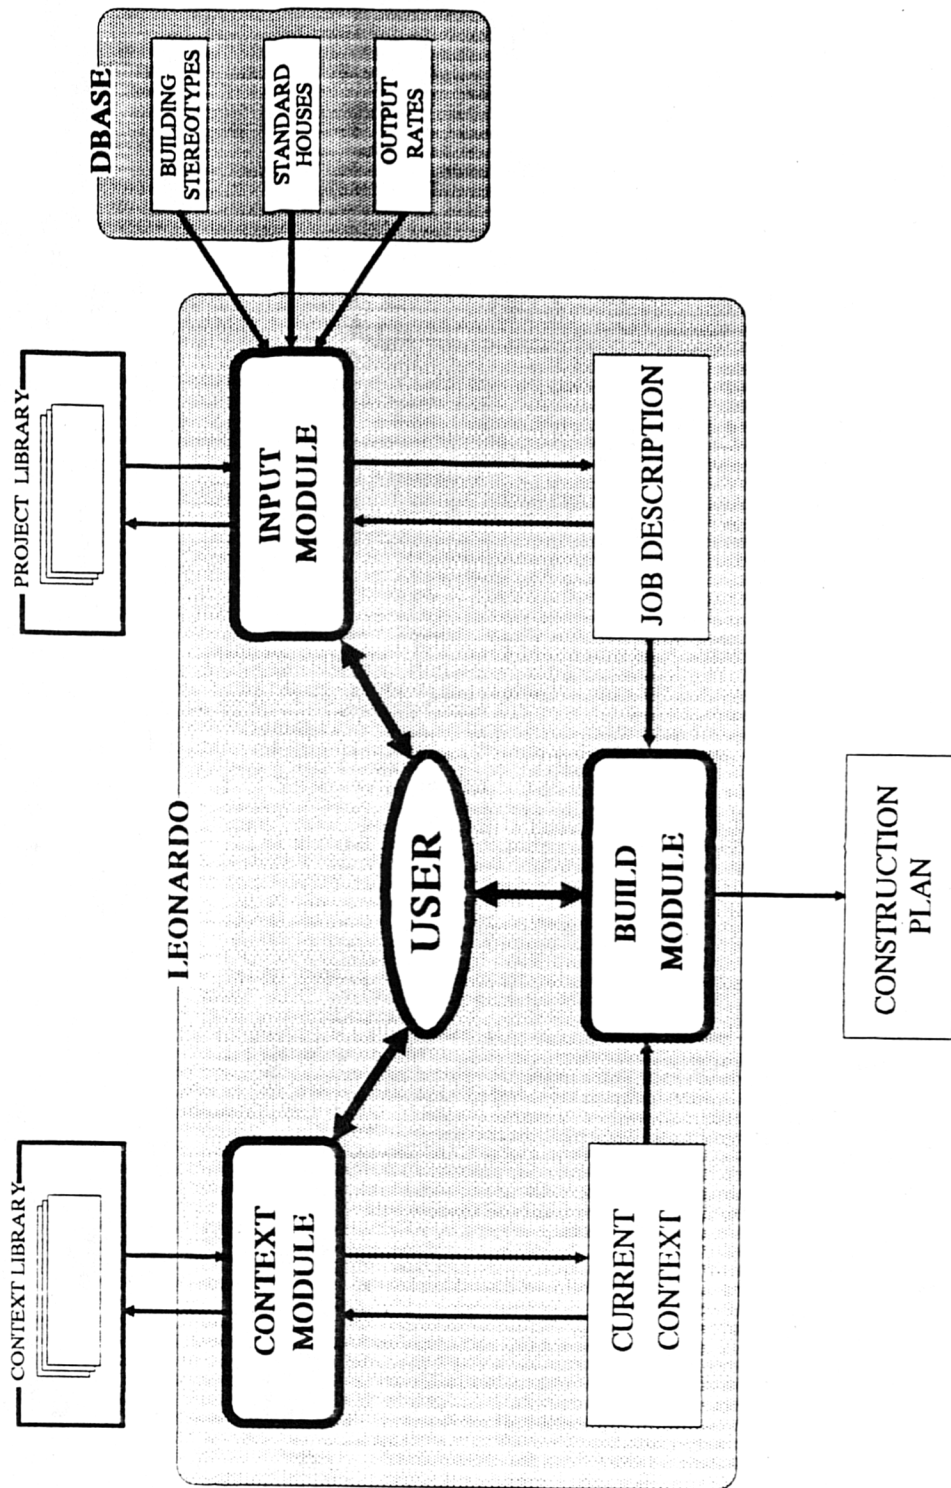 CONTEXT LIBRARY
PROJECT LIBRARY
LEONARDO
DBASE
CONTEXT
MODULE
INPUT
MODULE
BUILDING
STEREOTYPES
STANDARD
HOUSES
OUTPUT
RATES
USER
CURRENT
CONTEXT
BUILD
MODULE
JOB DESCRIPTION
CONSTRUCTION
PLAN